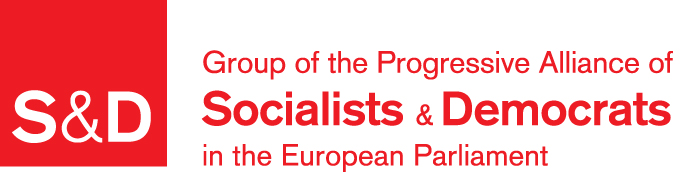 S&D
Group of the Progressive Alliance of
Socialists & Democrats
in the European Parliament